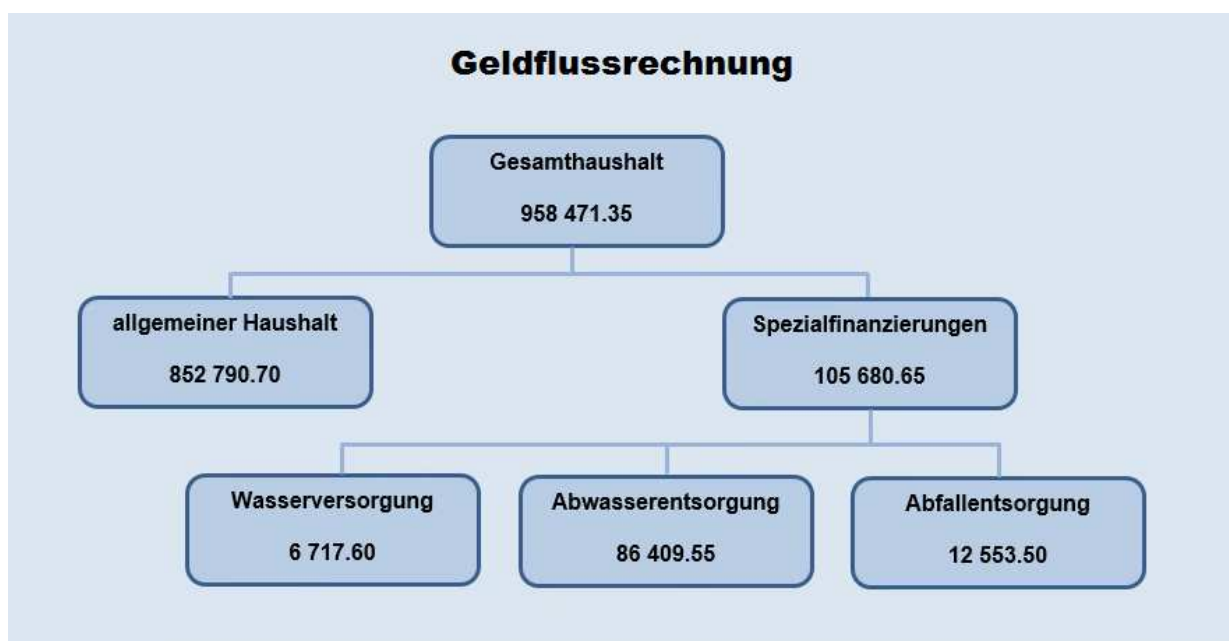 Geldflussrechnung
Gesamthaushalt
958 471.35
allgemeiner Haushalt
852 790.70
Spezialfinanzierungen
105 680.65
Wasserversorgung
6 717.60
Abwasserentsorgung
86 409.55
Abfallentsorgung
12 553.50